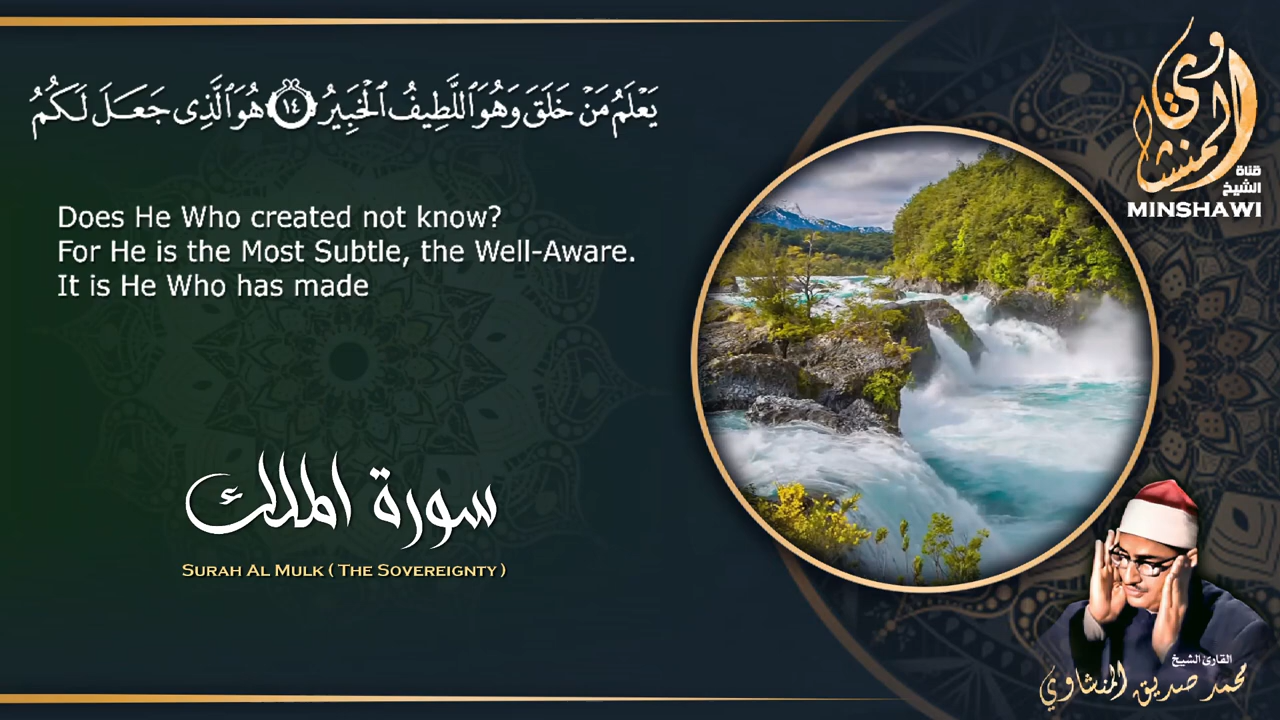 يَعْلَمُ مَنْ خَلَقَ وَهُوَ ٱللَّطِيفُ ٱلْخَبِيرُ ١٤ هُوَ ٱلَّذِى جَعَلَ لَكُمُ
Does He Who created not know?
For He is the Most Subtle, the Well-Aware.
It is He Who has made
سورة الملك
SURAH AL MULK ( THE SOVEREIGNTY )
المنشاوي
قناة
الشيخ
MINSHAWI
القارئ الشيخ
محمد صديق المنشاوي